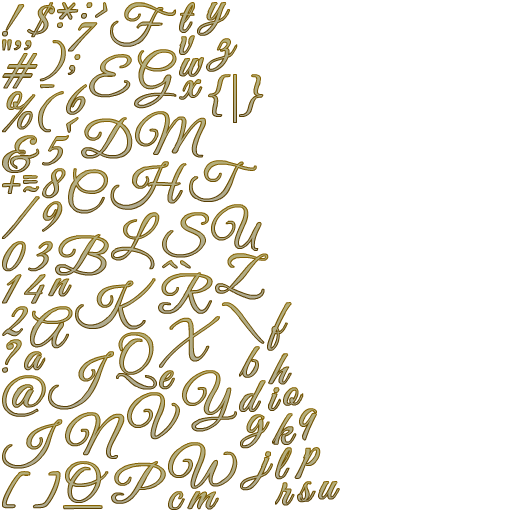 ! $ * : > F t y
" , # ) ; 7 E G v w x z
% ( - 6 { | }
& 5 < D M
+ = ~ 8 C H T
/ 9 L S U
0 3 B ^ ~ Z
1 4 n K R \ f
2 A X
? a Q e b h
@ J Y d i o
I N V g k q
[ ] O P W j l p
_ c m r s u